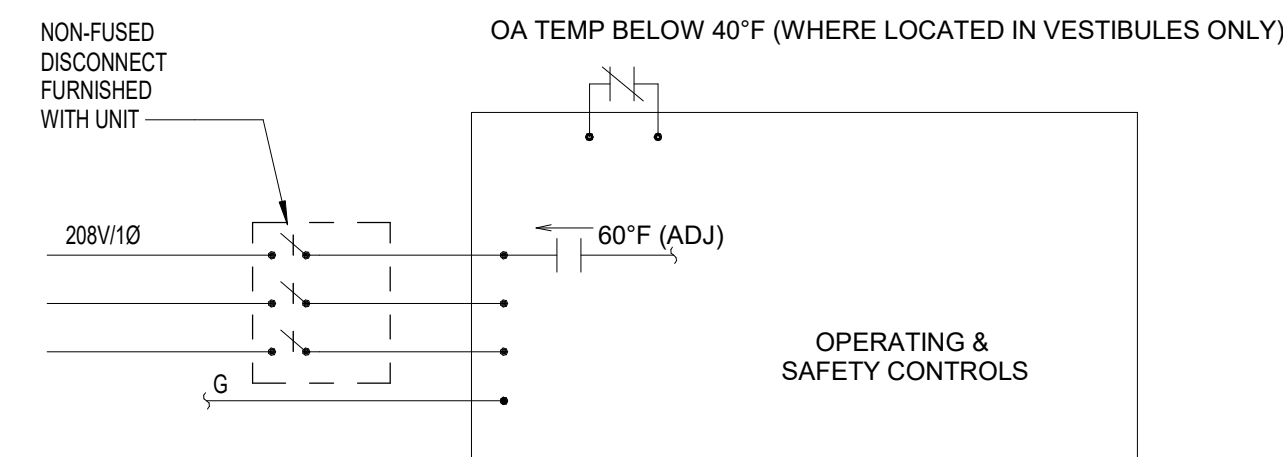 NON-FUSED
DISCONNECT
FURNISHED
WITH UNIT
OA TEMP BELOW 40°F (WHERE LOCATED IN VESTIBULES ONLY)
208V/1Ø
60°F (ADJ)
OPERATING &
SAFETY CONTROLS
G